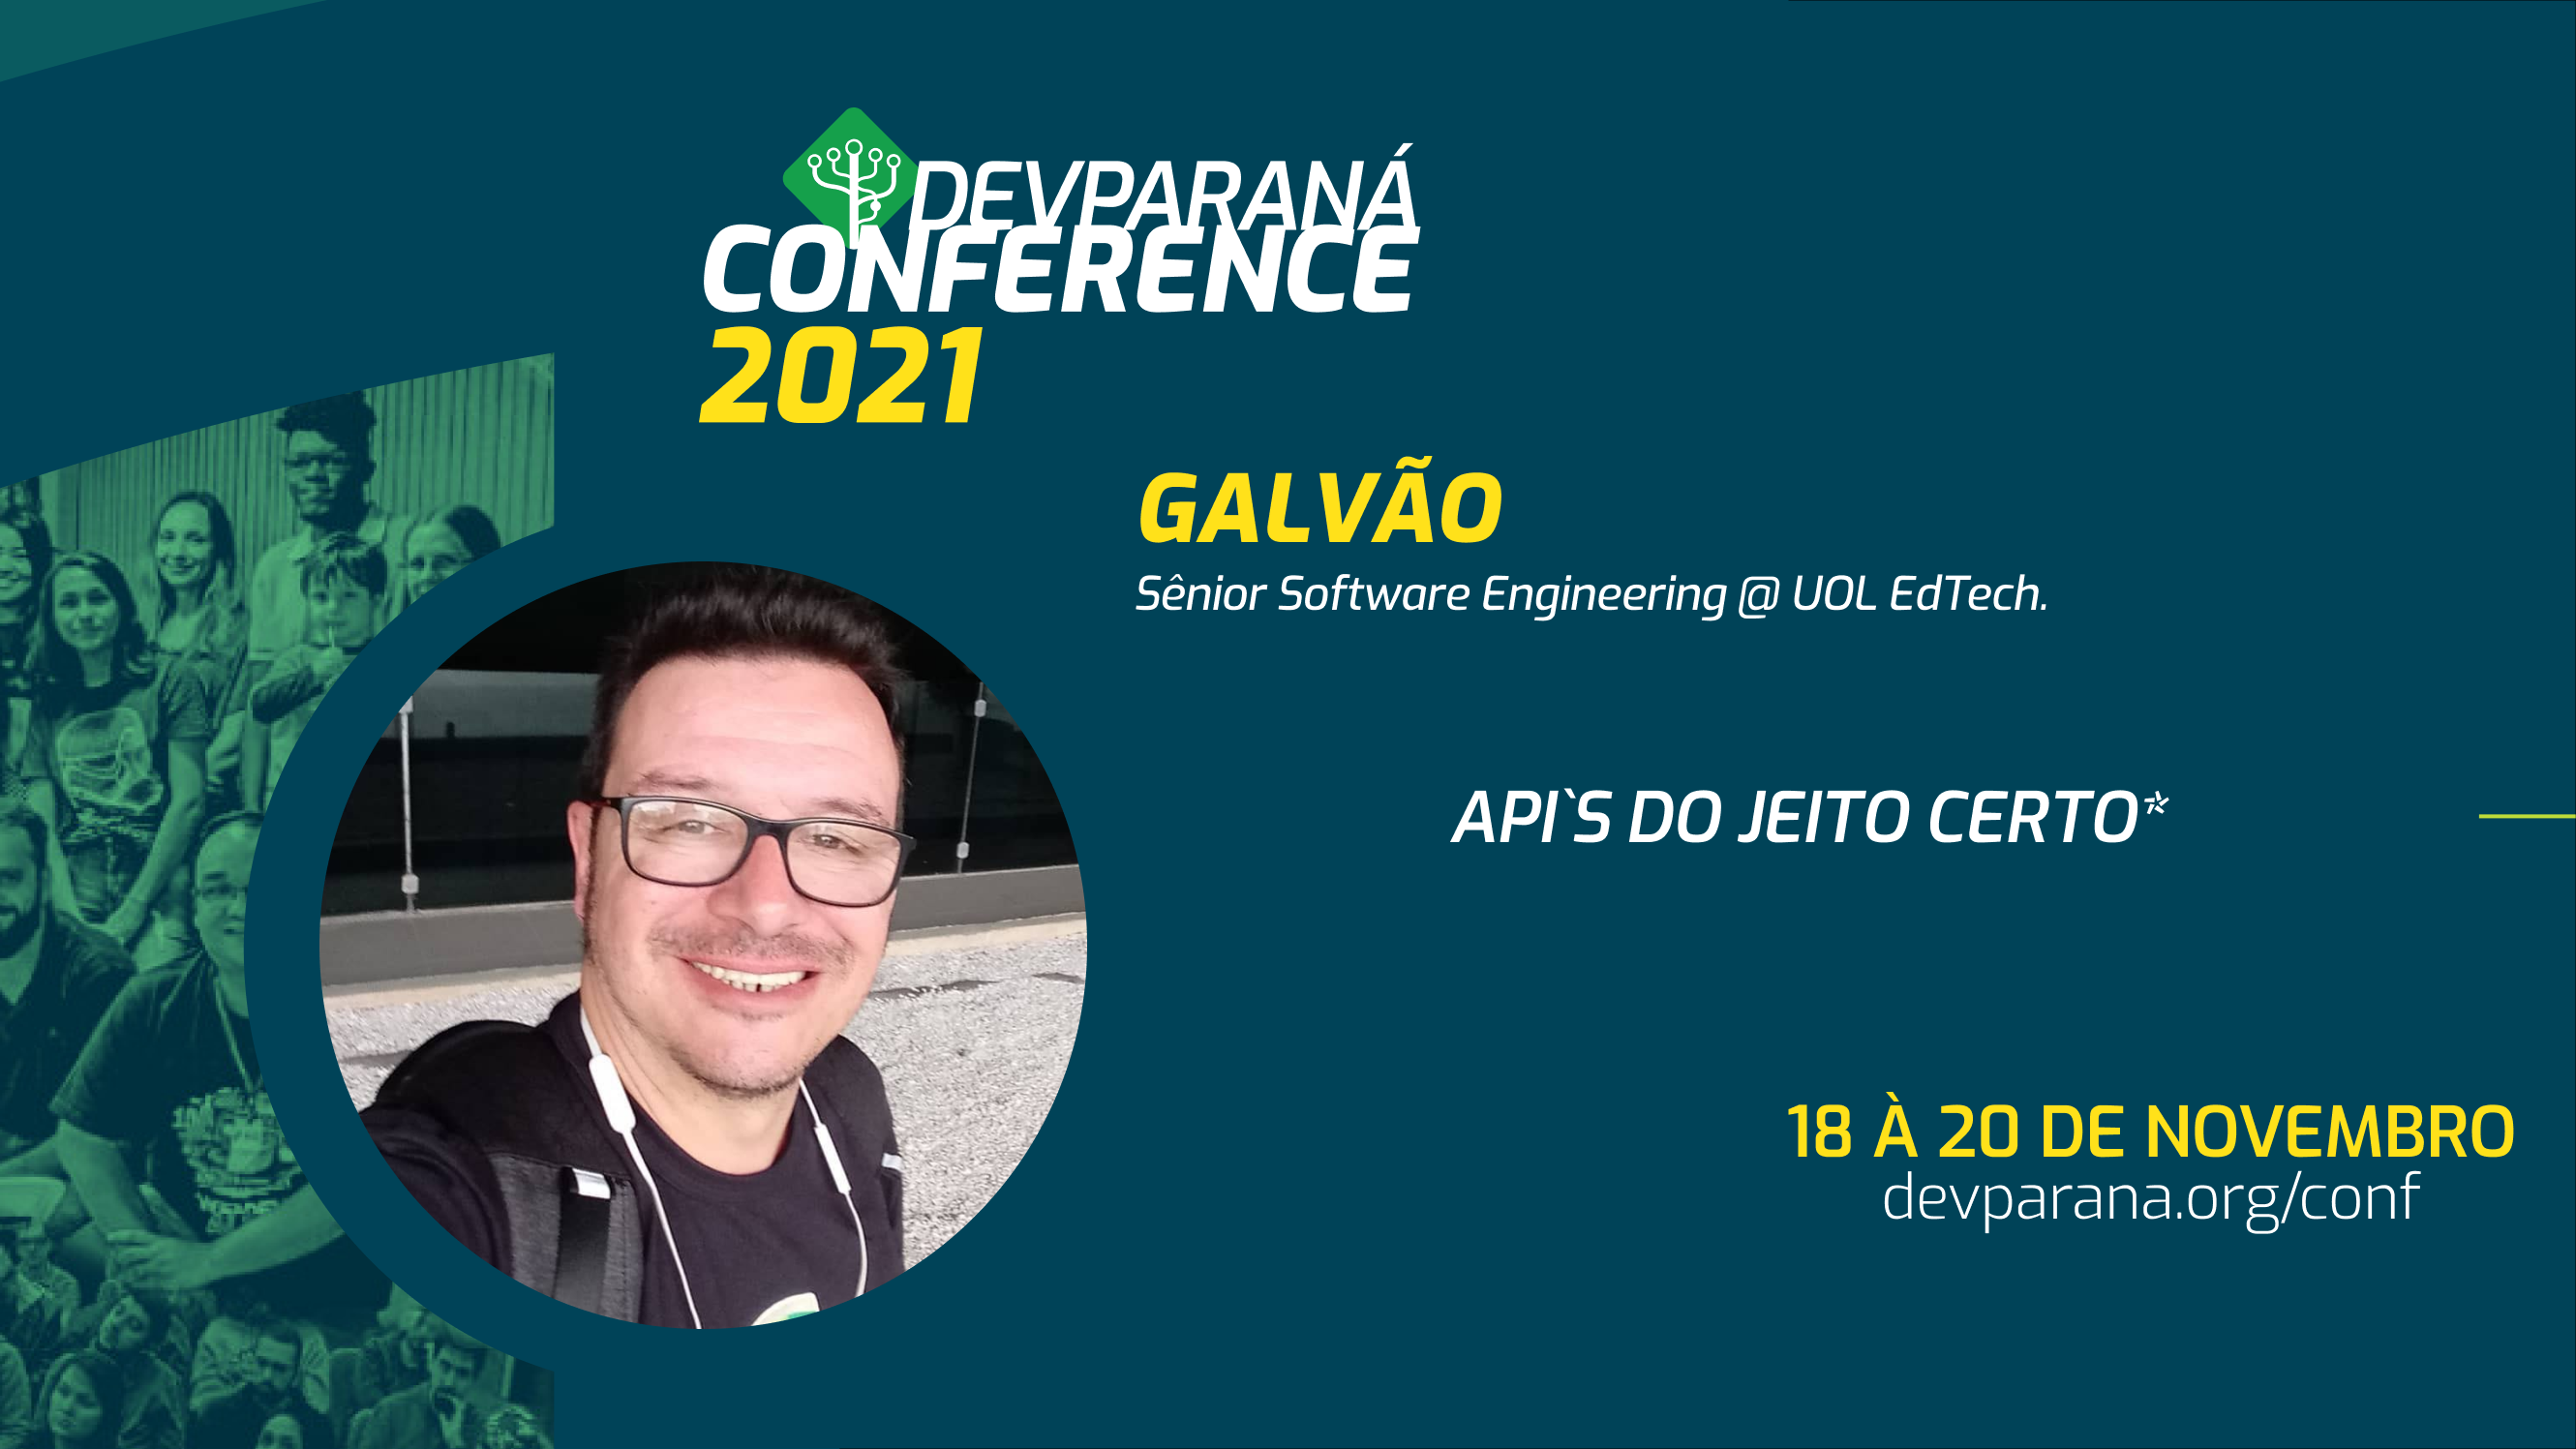 DEVPARANÁ
CONFERENCE
2021
GALVÃO
Sênior Software Engineering @ UOL EdTech.
API`S DO JEITO CERTO*
18 À 20 DE NOVEMBRO
devparana.org/conf